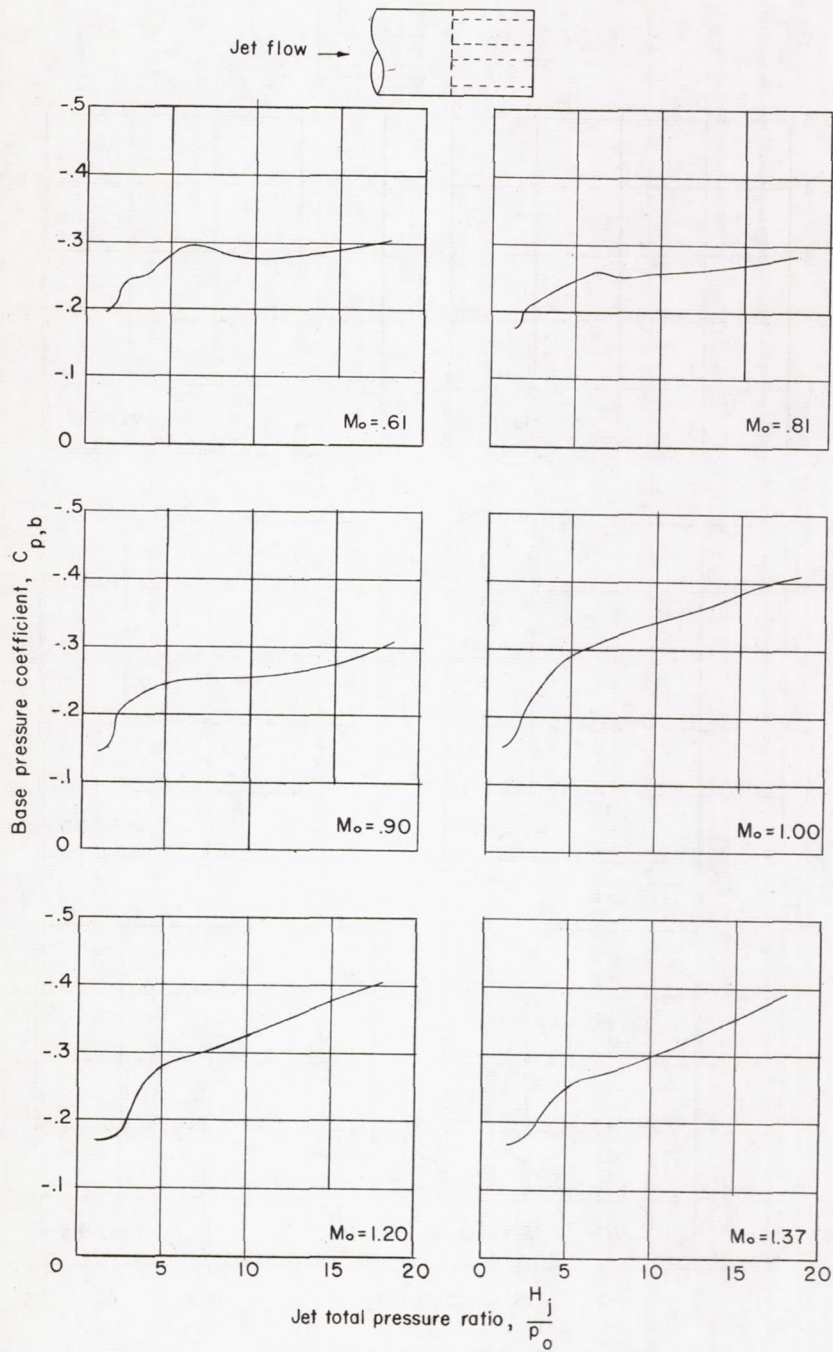 Jet flow
-.5
-.4
-.3
-.2
-.1
0
Mo=.61
Mo=.81
-.5
-.4
-.3
-.2
-.1
0
Mo=.90
Mo=1.00
-.5
-.4
-.3
-.2
-.1
0
Mo=1.20
Mo=1.37
5 10 15 20
0 5 10 15 20
Base pressure coefficient, Cp,b
Jet total pressure ratio, Hj/po